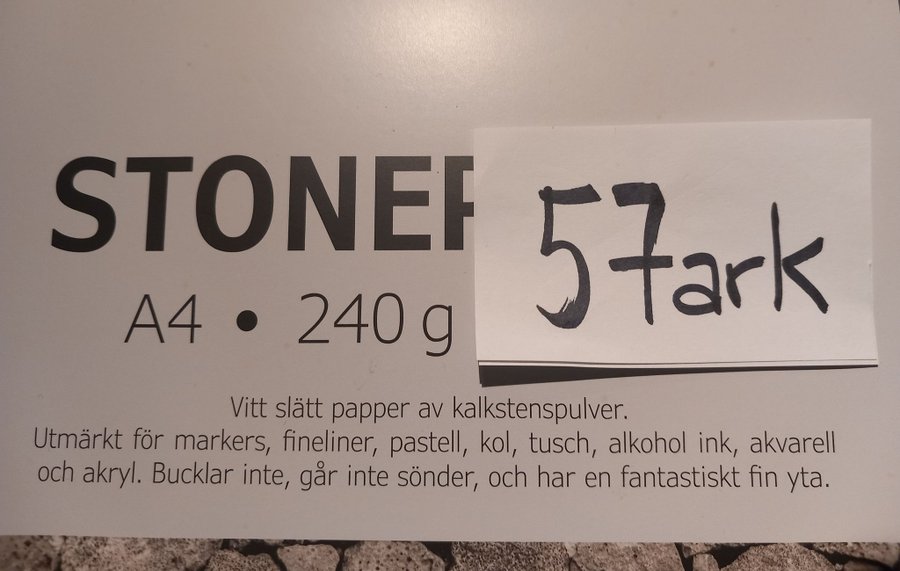 STONE
57ark
A4 • 240 g
Vitt slätt papper av kalkstenspulver.
Utmärkt för markers, fineliner, pastell, kol, tusch, alkohol ink, akvarell
och akryl. Bucklar inte, går inte sönder, och har en fantastiskt fin yta.